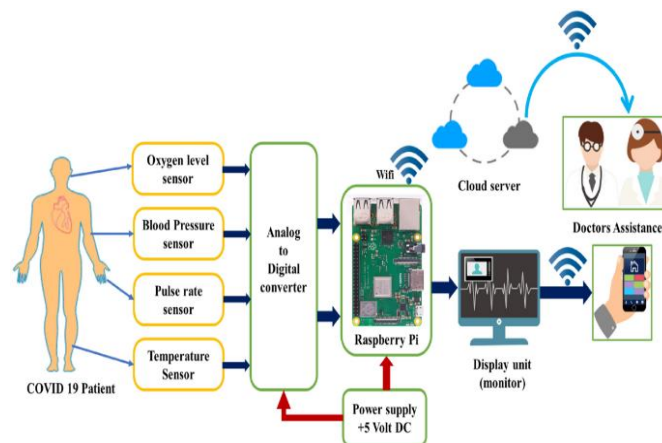 Oxygen level
sensor
Blood Pressure
sensor
Pulse rate
sensor
Temperature
Sensor
COVID 19 Patient
Analog
to
Digital
converter
Wifi
Raspberry Pi
Power supply
+5 Volt DC
Cloud server
Doctors Assistance
Display unit
(monitor)